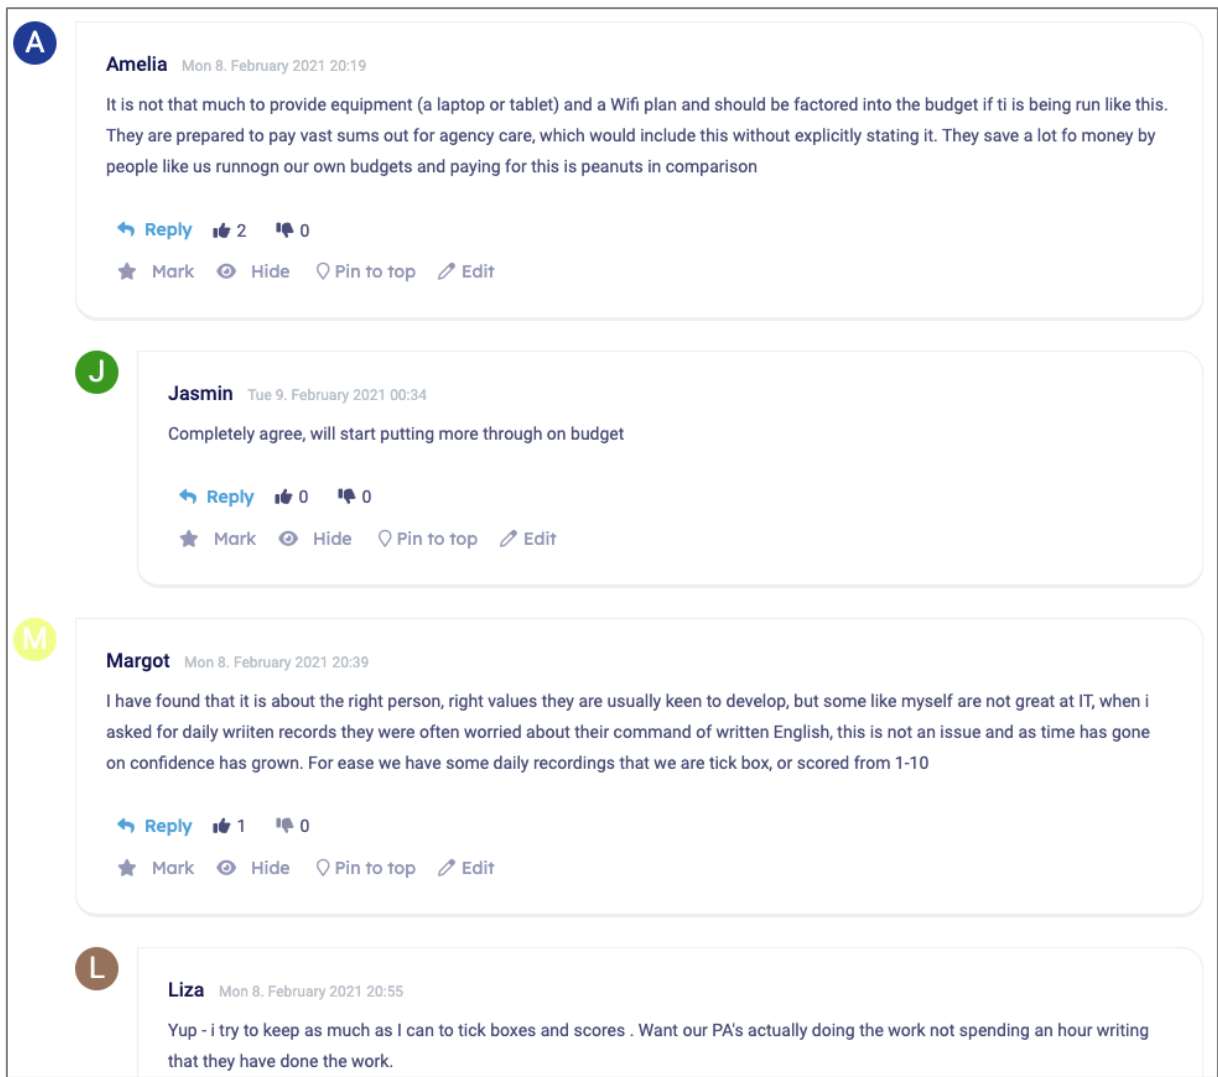 A
Amelia Mon 8. February 2021 20:19
It is not that much to provide equipment (a laptop or tablet) and a Wifi plan and should be factored into the budget if ti is being run like this.
They are prepared to pay vast sums out for agency care, which would include this without explicitly stating it. They save a lot fo money by
people like us runnogn our own budgets and paying for this is peanuts in comparison
Reply 2 0
Mark Hide Pin to top Edit
J
Jasmin Tue 9. February 2021 00:34
Completely agree, will start putting more through on budget
Reply 0 0
Mark Hide Pin to top Edit
M
Margot Mon 8. February 2021 20:39
I have found that it is about the right person, right values they are usually keen to develop, but some like myself are not great at IT, when i
asked for daily wriiten records they were often worried about their command of written English, this is not an issue and as time has gone
on confidence has grown. For ease we have some daily recordings that we are tick box, or scored from 1-10
Reply 1 0
Mark Hide Pin to top Edit
L
Liza Mon 8. February 2021 20:55
Yup - i try to keep as much as I can to tick boxes and scores . Want our PA's actually doing the work not spending an hour writing
that they have done the work.